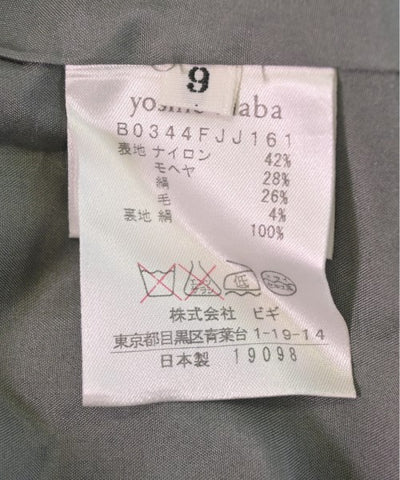 9
yoshie inaba
B0344FJJ161
表地 ナイロン 42%
モヘヤ 28%
絹 26%
毛 4%
裏地 絹 100%
低
株式会社 ビギ
東京都目黒区青葉台 1-19-14
日本製 19098